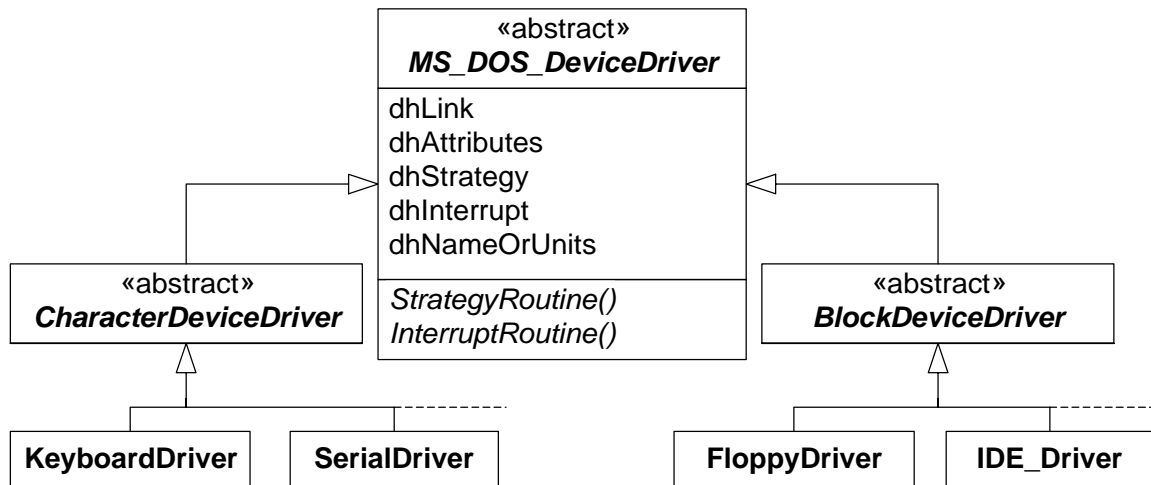 «abstract»
MS_DOS_DeviceDriver
dhLink
dhAttributes
dhStrategy
dhInterrupt
dhNameOrUnits
StrategyRoutine()
InterruptRoutine()
«abstract»
CharacterDeviceDriver
«abstract»
BlockDeviceDriver
KeyboardDriver
SerialDriver
FloppyDriver
IDE_Driver